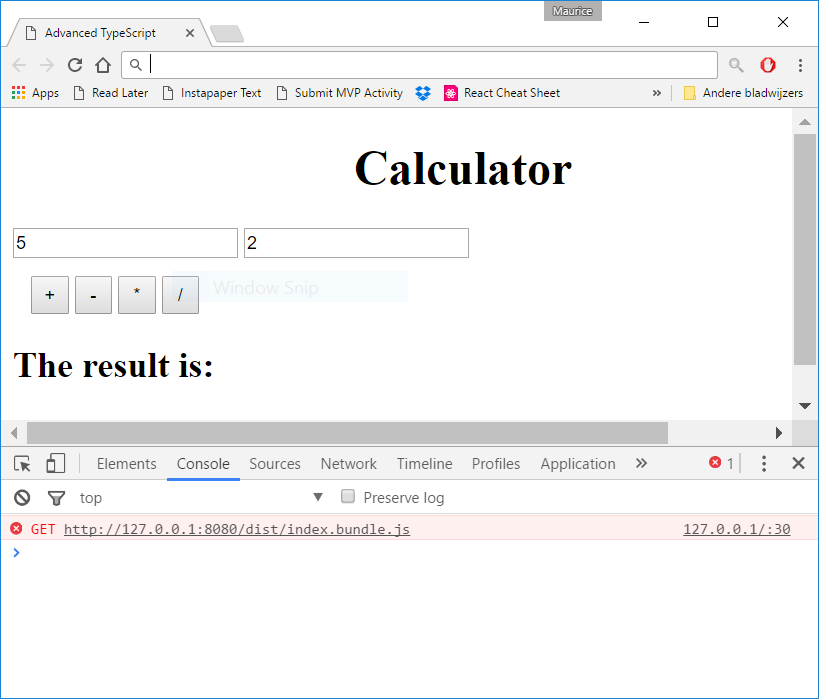 Maurice
Advanced TypeScript
Apps Read Later Instapaper Text Submit MVP Activity React Cheat Sheet » Andere bladwijzers
Calculator
5 2
+ - * /
Window Snip
The result is:
Elements Console Sources Network Timeline Profiles Application » 1
top Preserve log
GET http://127.0.0.1:8080/dist/index.bundle.js 127.0.0.1/:30
>